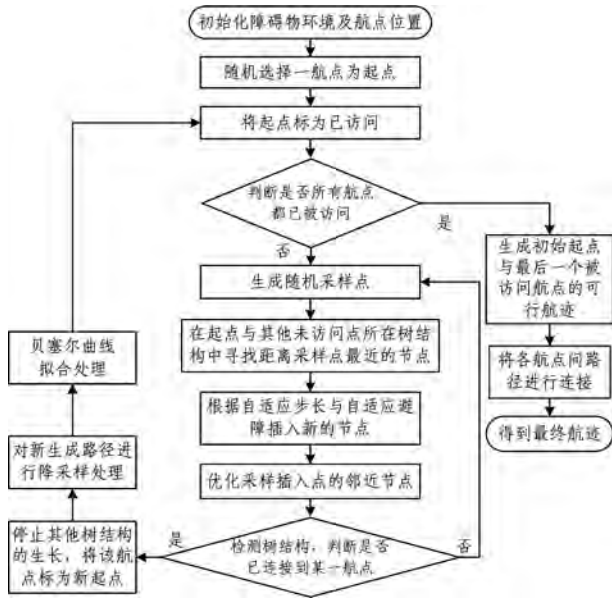 初始化障碍物环境及航点位置
随机选择一航点为起点
将起点标为已访问
判断是否所有航点
都已被访问
是
否
生成初始起点
与最后一个被
访问航点的可
行航迹
将各航点间路
径进行连接
得到最终航迹
生成随机采样点
在起点与其他未访问点所在树结
构中寻找距离采样点最近的节点
根据自适应步长与自适应避
障插入新的节点
优化采样插入点的邻近节点
检测树结构，判断是否
已连接到某一航点
是
否
停止其他树结构
的生长，将该航
点标为新起点
对新生成路径进
行降采样处理
贝塞尔曲线
拟合处理